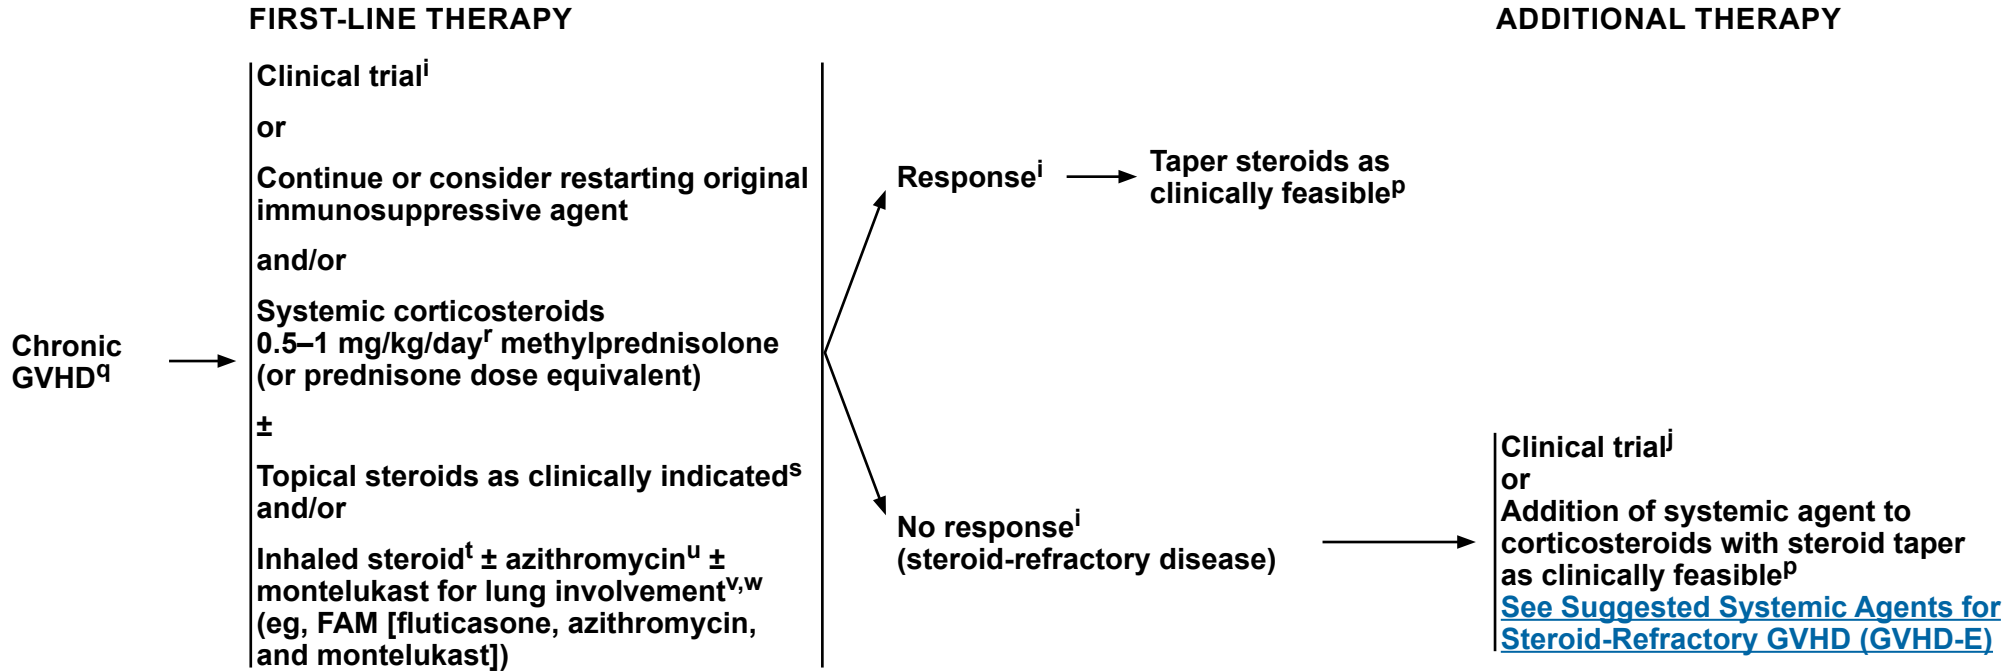 FIRST-LINE THERAPY
ADDITIONAL THERAPY
Chronic
GVHDq
Clinical triali
or
Continue or consider restarting original
immunosuppressive agent
and/or
Systemic corticosteroids
0.5–1 mg/kg/dayr methylprednisolone
(or prednisone dose equivalent)
±
Topical steroids as clinically indicateds
and/or
Inhaled steroidt ± azithromycinu ±
montelukast for lung involvementv,w
(eg, FAM [fluticasone, azithromycin,
and montelukast])
Responsei
Taper steroids as
clinically feasiblep
No responsei
(steroid-refractory disease)
Clinical trialj
or
Addition of systemic agent to
corticosteroids with steroid taper
as clinically feasiblep
See Suggested Systemic Agents for
Steroid-Refractory GVHD (GVHD-E)